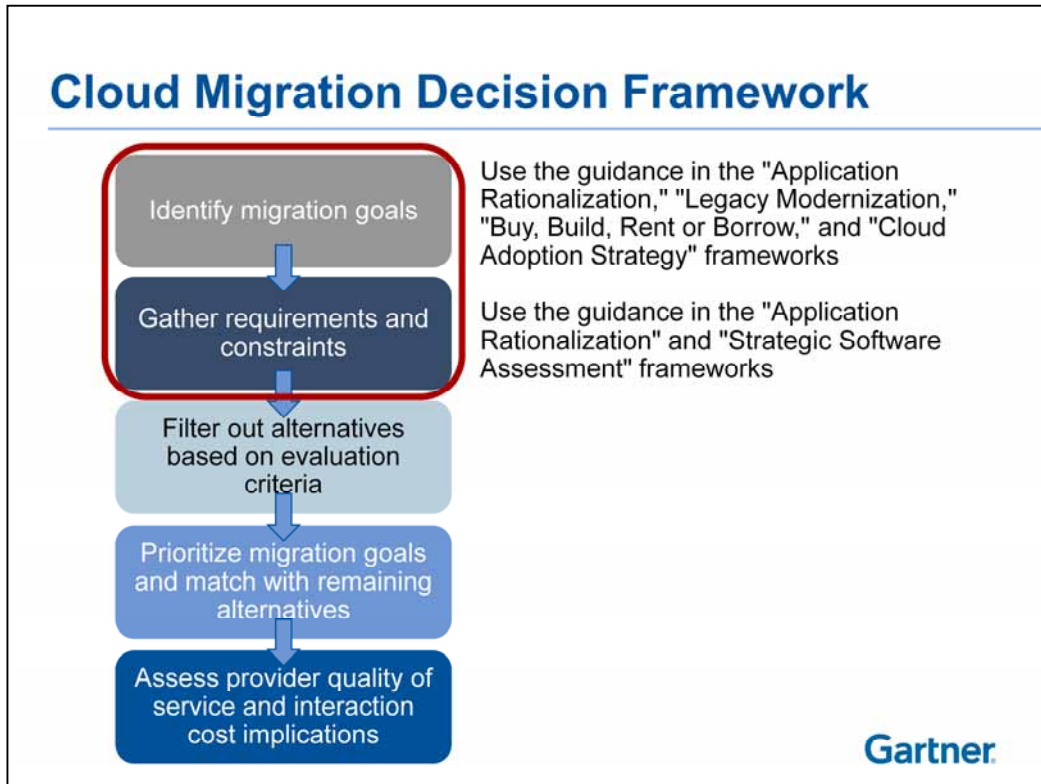 Cloud Migration Decision Framework
Identify migration goals
Use the guidance in the "Application
Rationalization," "Legacy Modernization,"
"Buy, Build, Rent or Borrow," and "Cloud
Adoption Strategy" frameworks
Gather requirements and
constraints
Use the guidance in the "Application
Rationalization" and "Strategic Software
Assessment" frameworks
Filter out alternatives
based on evaluation
criteria
Prioritize migration goals
and match with remaining
alternatives
Assess provider quality of
service and interaction
cost implications
Gartner